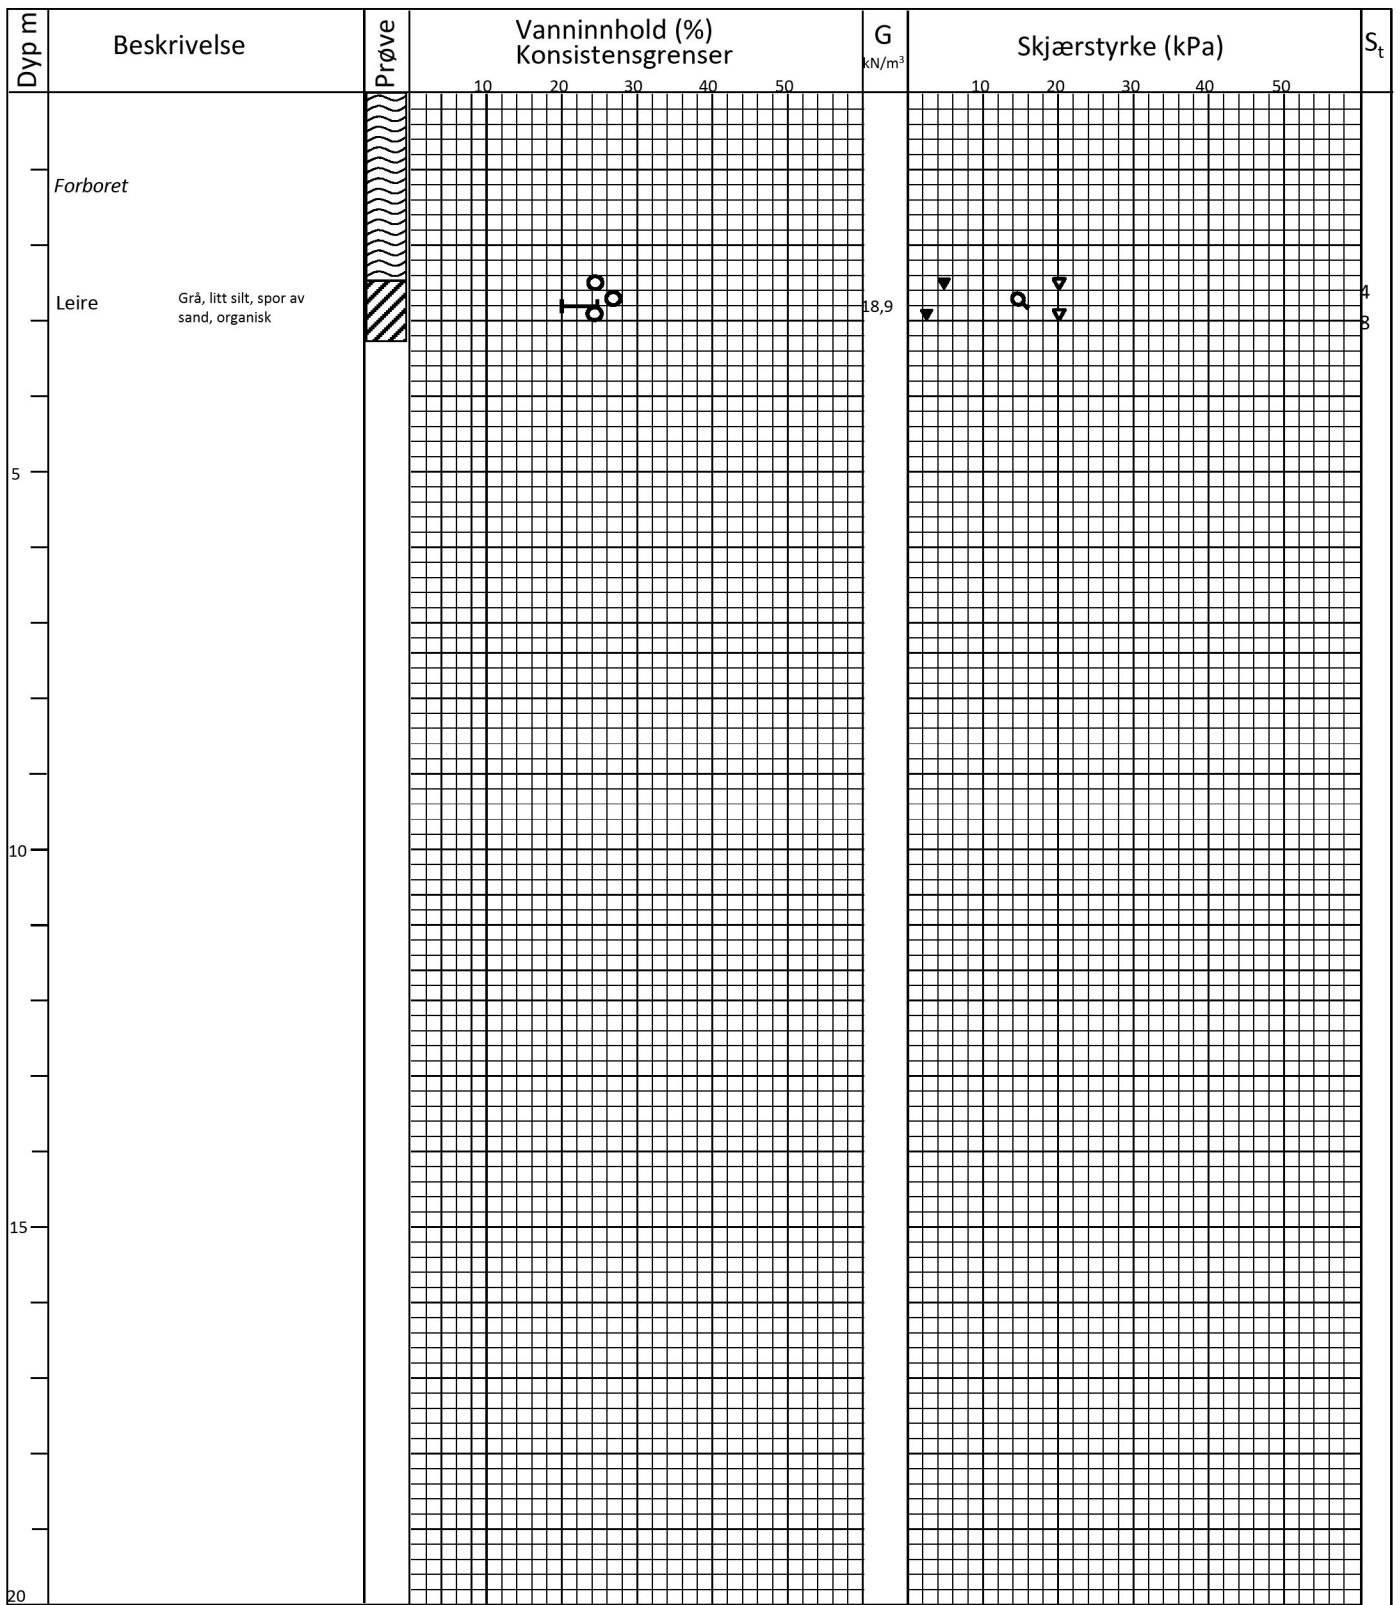 Dyp m
Beskrivelse
Prøve
Vanninnhold (%)
Konsistensgrenser
10 20 30 40 50
G
kN/m³
Skjærstyrke (kPa)
10 20 30 40 50
Sₜ
Forboret
Leire
Grå, litt silt, spor av
sand, organisk
18,9
4
8
5
10
15
20